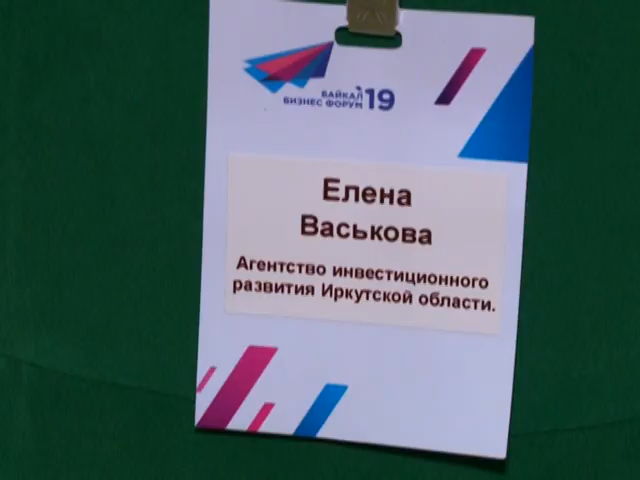 БАЙКАЛ
БИЗНЕС ФОРУМ'19
Елена
Васькова
Агентство инвестиционного
развития Иркутской области.